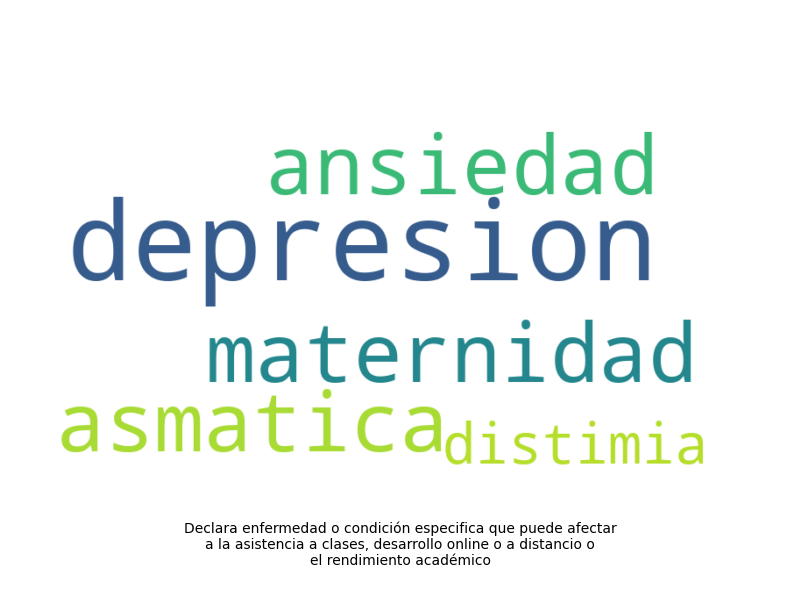 ansiedad
depresion
maternidad
asmatica
distimia
Declara enfermedad o condición especifica que puede afectar
a la asistencia a clases, desarrollo online o a distancio o
el rendimiento académico